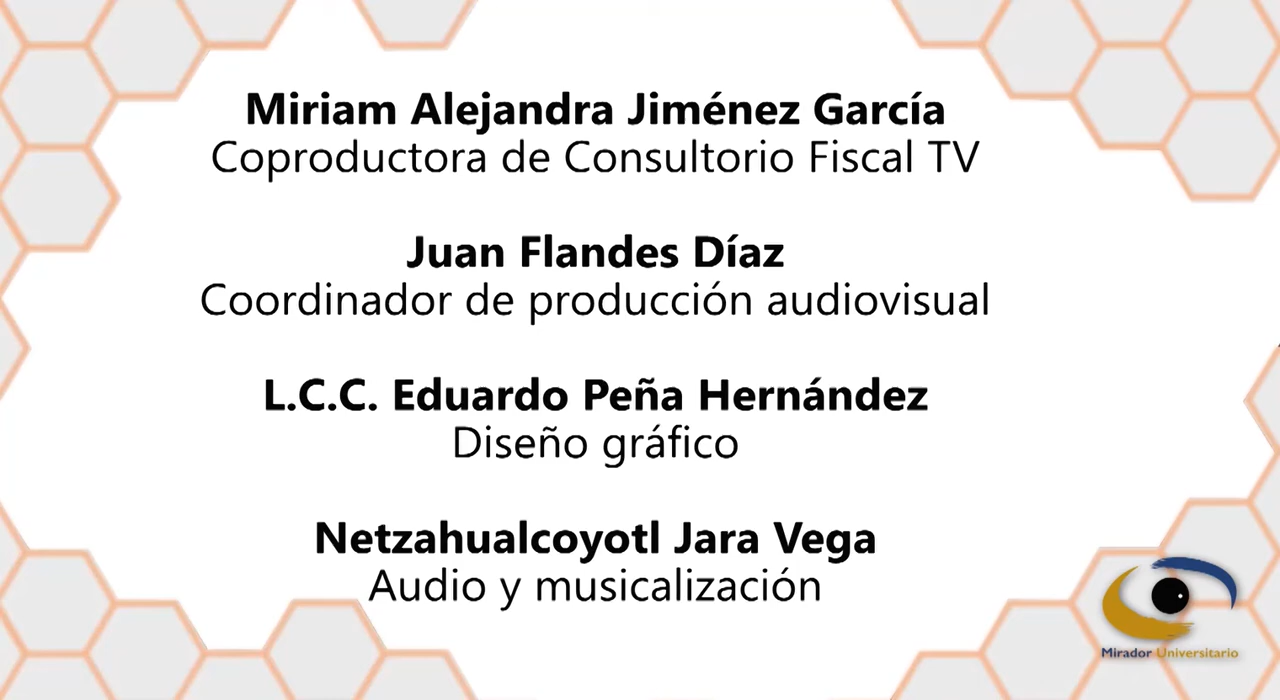 Miriam Alejandra Jiménez García
Coproductora de Consultorio Fiscal TV
Juan Flandes Díaz
Coordinador de producción audiovisual
L.C.C. Eduardo Peña Hernández
Diseño gráfico
Netzahualcoyotl Jara Vega
Audio y musicalización
Mirador Universitario